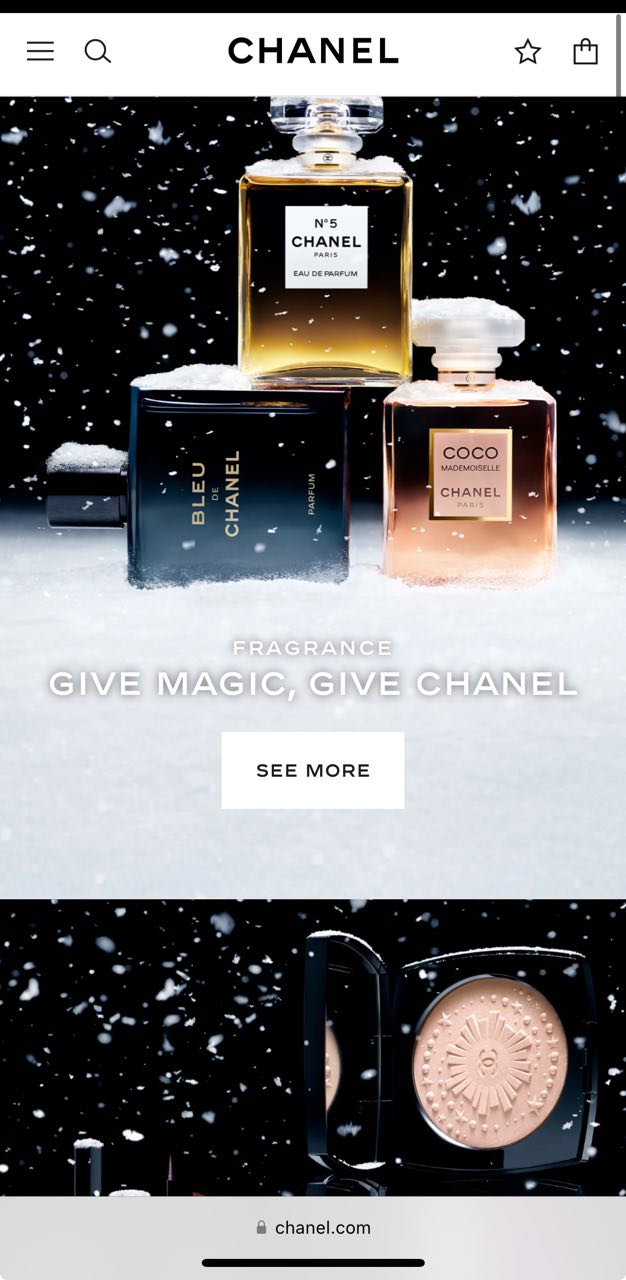 CHANEL
N°5
CHANEL
PARIS
EAU DE PARFUM
BLEU
DE
CHANEL
PARFUM
COCO
MADEMOISELLE
CHANEL
PARIS
FRAGRANCE
GIVE MAGIC, GIVE CHANEL
SEE MORE
chanel.com